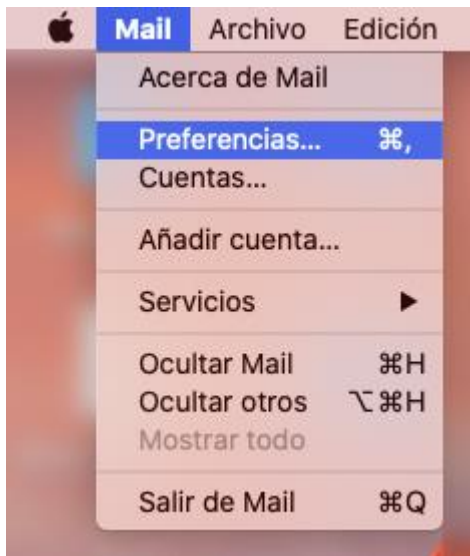 Mail Archivo Edición
Acerca de Mail
Preferencias... ⌘,
Cuentas...
Añadir cuenta...
Servicios ▶
Ocultar Mail ⌘H
Ocultar otros ⌥⌘H
Mostrar todo
Salir de Mail ⌘Q